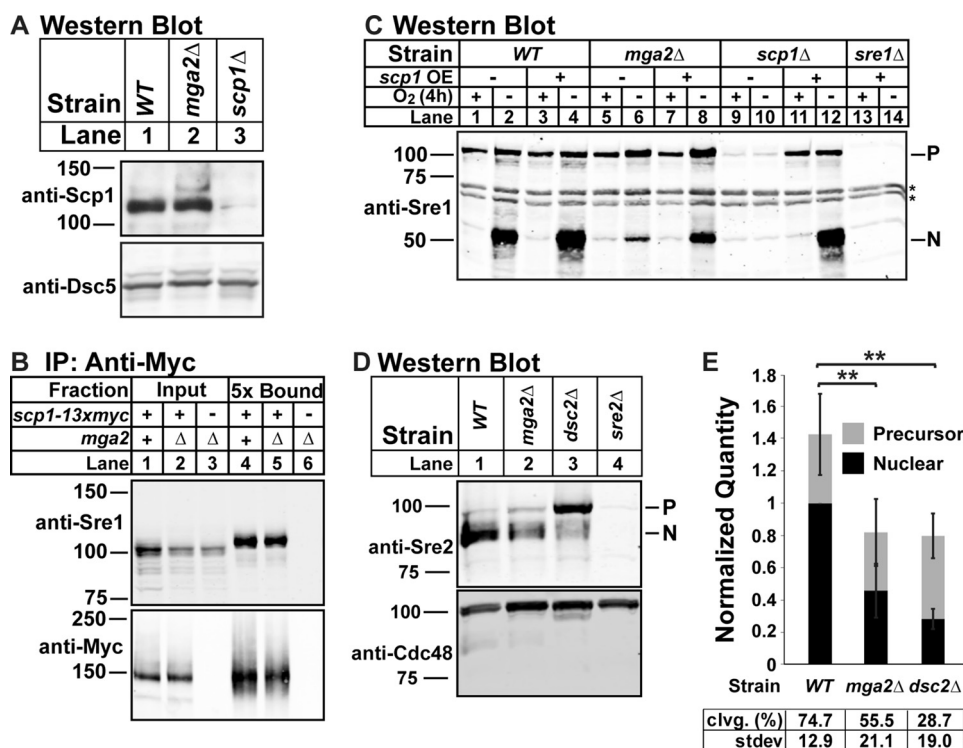 A Western Blot
Strain WT mga2Δ scp1Δ
Lane 1 2 3
150
anti-Scp1
100
anti-Dsc5
B IP: Anti-Myc
Fraction Input 5x Bound
scp1-13xmyc + + - + + -
mga2 + Δ Δ + Δ Δ
Lane 1 2 3 4 5 6
150
anti-Sre1
100
75
250
anti-Myc
150
C Western Blot
Strain WT mga2Δ scp1Δ sre1Δ
scp1 OE - + - + - + +
O2 (4h) + - + - + - + - + - + - + -
Lane 1 2 3 4 5 6 7 8 9 10 11 12 13 14
100 P
75
*
*
anti-Sre1
50 N
D Western Blot
Strain WT mga2Δ dsc2Δ sre2Δ
Lane 1 2 3 4
100 P
N
anti-Sre2
75
100
anti-Cdc48
75
E
**
**
1.8
1.6
1.4
1.2
1
0.8
0.6
0.4
0.2
0
Normalized Quantity
Precursor
Nuclear
Strain WT mga2Δ dsc2Δ
clvg. (%) 74.7 55.5 28.7
stdev 12.9 21.1 19.0